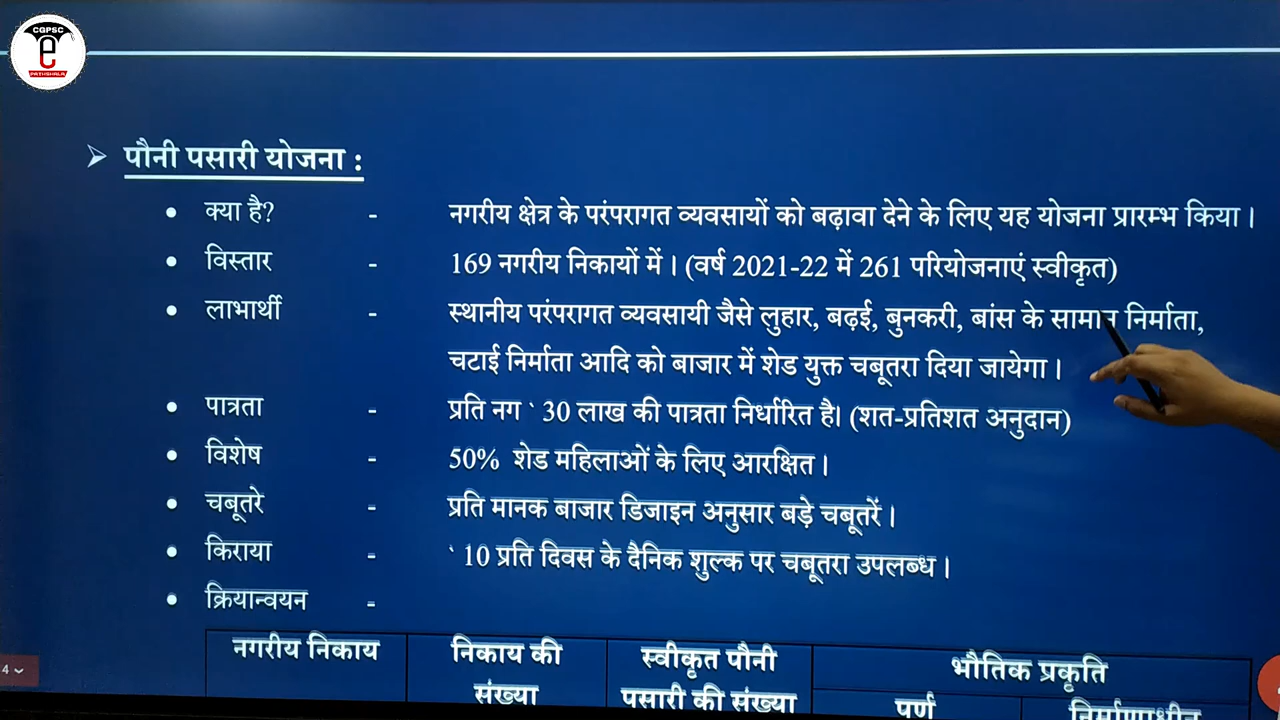 CGPSC
e
PATHSHALA
➢ पौनी पसारी योजना :
• क्या है? - नगरीय क्षेत्र के परंपरागत व्यवसायों को बढ़ावा देने के लिए यह योजना प्रारम्भ किया।
• विस्तार - 169 नगरीय निकायों में। (वर्ष 2021-22 में 261 परियोजनाएं स्वीकृत)
• लाभार्थी - स्थानीय परंपरागत व्यवसायी जैसे लुहार, बढ़ई, बुनकरी, बांस के सामान निर्माता,
चटाई निर्माता आदि को बाजार में शेड युक्त चबूतरा दिया जायेगा।
• पात्रता - प्रति नग ` 30 लाख की पात्रता निर्धारित है। (शत-प्रतिशत अनुदान)
• विशेष - 50% शेड महिलाओं के लिए आरक्षित।
• चबूतरे - प्रति मानक बाजार डिजाइन अनुसार बड़े चबूतरें।
• किराया - ` 10 प्रति दिवस के दैनिक शुल्क पर चबूतरा उपलब्ध।
• क्रियान्वयन -
नगरीय निकाय निकाय की स्वीकृत पौनी भौतिक प्रकृति
संख्या पसारी की संख्या
4